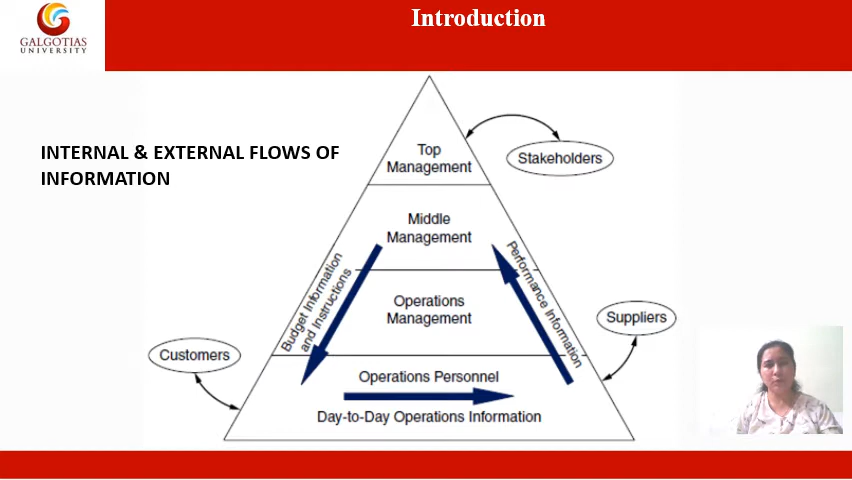 GALGOTIAS
UNIVERSITY
Introduction
INTERNAL & EXTERNAL FLOWS OF
INFORMATION
Top
Management
Stakeholders
Middle
Management
Budget Information
and Instructions
Performance Information
Operations
Management
Suppliers
Customers
Operations Personnel
Day-to-Day Operations Information